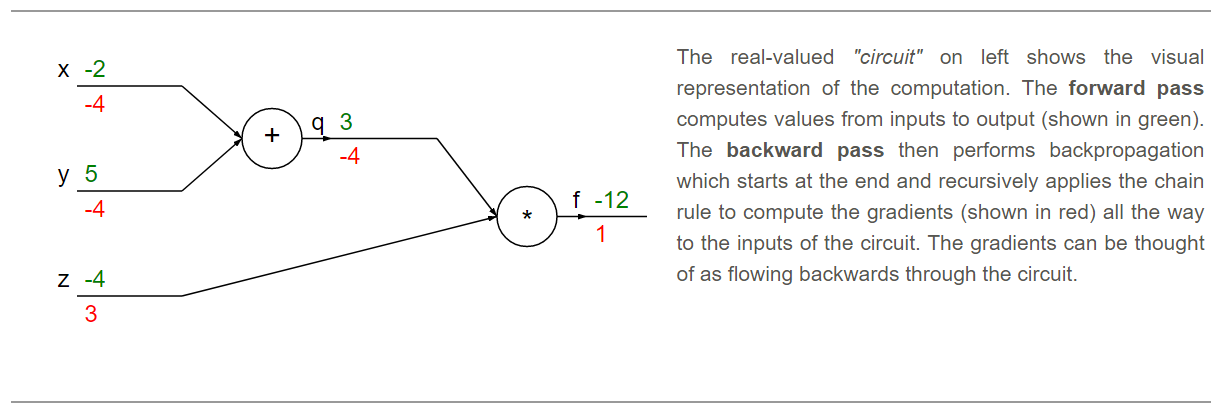 x -2
-4
y 5
-4
+
q 3
-4
z -4
3
*
f -12
1
The real-valued "circuit" on left shows the visual
representation of the computation. The forward pass
computes values from inputs to output (shown in green).
The backward pass then performs backpropagation
which starts at the end and recursively applies the chain
rule to compute the gradients (shown in red) all the way
to the inputs of the circuit. The gradients can be thought
of as flowing backwards through the circuit.